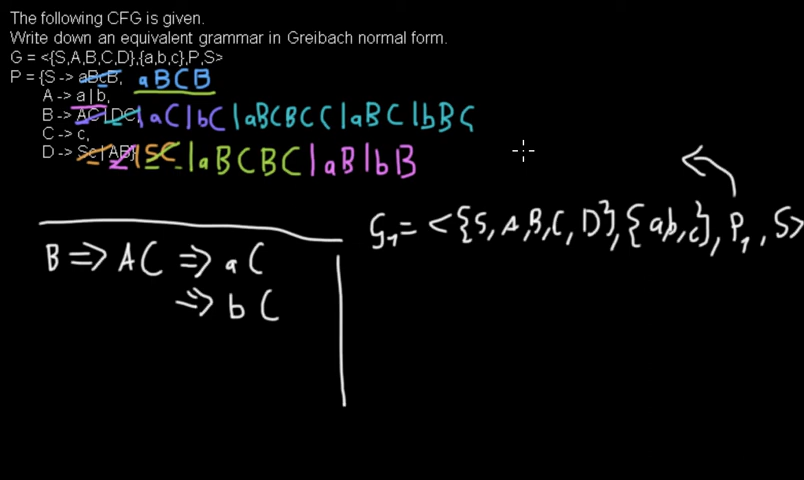 The following CFG is given.
Write down an equivalent grammar in Greibach normal form.
G = <{S,A,B,C,D},{a,b,c},P,S>
P = {S -> aBcB, aBCB
A -> a|b,
B -> AC|DC| aC|bC|aBCBCC|aBC|bBC
C -> c,
D -> Sc|AB} |SC|aBCBC|aB|bB
G₁ = <{S, A, B, C, D}, {a,b,c}, P₁, S>
B => AC => aC
=> bC